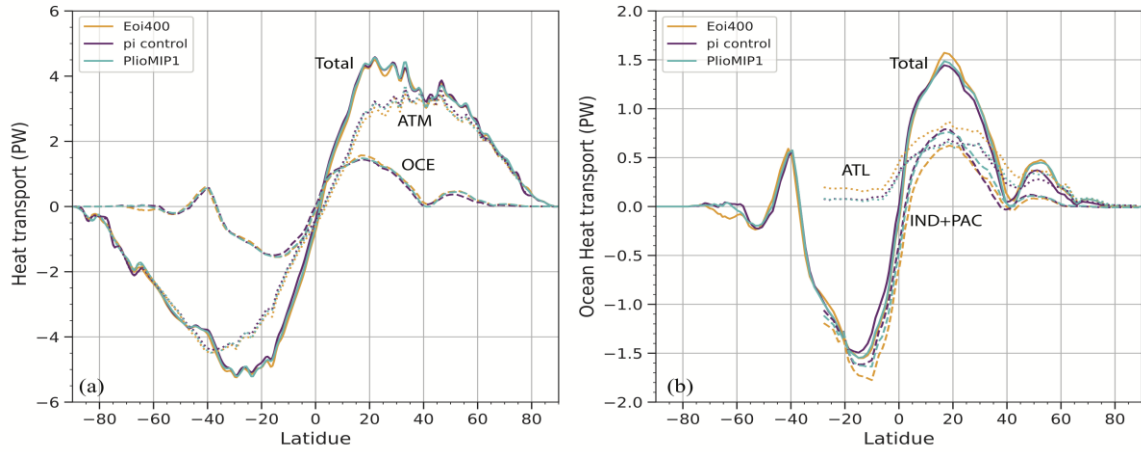 Eoi400
pi control
PlioMIP1
Total
ATM
OCE
(a)
Heat transport (PW)
6
4
2
0
−2
−4
−6
−80 −60 −40 −20 0 20 40 60 80
Latidue
Eoi400
pi control
PlioMIP1
Total
ATL
IND+PAC
(b)
Ocean Heat transport (PW)
2.0
1.5
1.0
0.5
0.0
−0.5
−1.0
−1.5
−2.0
−80 −60 −40 −20 0 20 40 60 80
Latidue